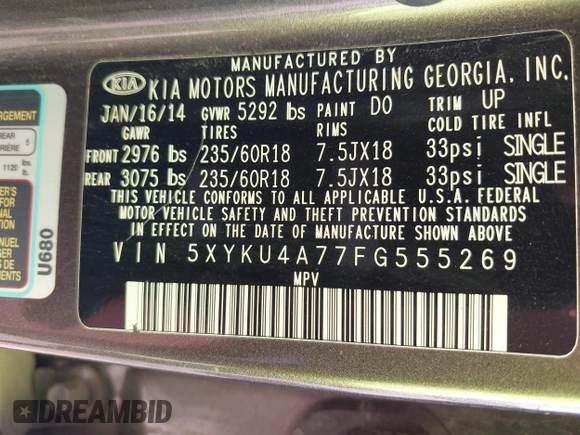 MANUFACTURED BY
KIA KIA MOTORS MANUFACTURING GEORGIA, INC.
JAN/16/14 GVWR 5292 lbs PAINT DO TRIM UP
GAWR TIRES RIMS COLD TIRE INFL
FRONT 2976 lbs 235/60R18 7.5JX18 33psi SINGLE
REAR 3075 lbs 235/60R18 7.5JX18 33psi SINGLE
THIS VEHICLE CONFORMS TO ALL APPLICABLE U.S.A. FEDERAL
MOTOR VEHICLE SAFETY AND THEFT PREVENTION STANDARDS
IN EFFECT ON THE DATE OF MANUFACTURE SHOWN ABOVE.
VIN 5XYKU4A77FG555269
MPV
REAR 5
1120 lbs.
U680
DREAMBID